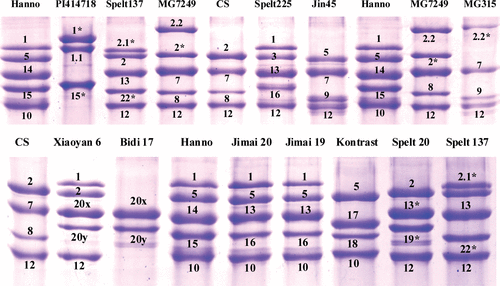 Hanno PI414718 Spelt137 MG7249 CS Spelt225 Jin45 Hanno MG7249 MG315
1 1* 2.1* 2.2 2 1 5 1 2.2 2.2*
5 1.1 2 2* 7 3 7 5 2* 7
14 15* 13 7 8 13 9 14 7 9
15 22* 8 12 16 12 15 8 12
10 12 12 12 10 12
CS Xiaoyan 6 Bidi 17 Hanno Jimai 20 Jimai 19 Kontrast Spelt 20 Spelt 137
2 1 20x 1 1 1 5 2 2.1*
7 2 20y 5 5 5 17 13* 2
8 20x 12 14 13 13 18 19* 13
12 20y 15 16 16 12 12 22*
12 10 10 10 12